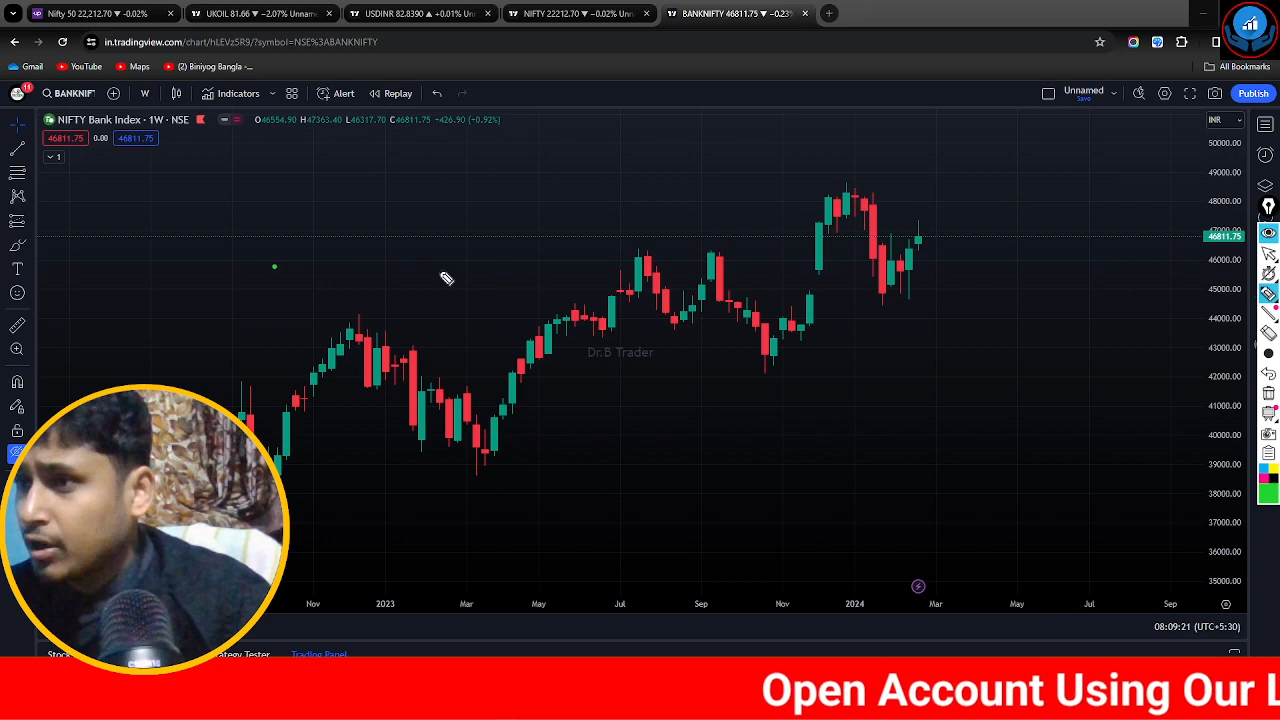 Nifty 50 22,212.70 ▼ −0.02%
UKOIL 81.66 ▼ −2.07% Unnam
USDINR 82.8390 ▲ +0.01% Unna
NIFTY 22212.70 ▼ −0.02% Unn
BANKNIFTY 46811.75 ▼ −0.23%
in.tradingview.com/chart/hLEVz5R9/?symbol=NSE%3ABANKNIFTY
Gmail
YouTube
Maps
(2) Biniyog Bangla -...
All Bookmarks
11
BANKNIF
W
Indicators
Alert
Replay
Unnamed
Save
Publish
NIFTY Bank Index · 1W · NSE
O46554.90 H47363.40 L46317.70 C46811.75 +426.90 (+0.92%)
INR
46811.75
0.00
46811.75
1
50000.00
49000.00
48000.00
46811.75
46000.00
45000.00
44000.00
43000.00
42000.00
41000.00
40000.00
39000.00
38000.00
37000.00
36000.00
35000.00
Dr.B Trader
Nov
2023
Mar
May
Jul
Sep
Nov
2024
Mar
May
Jul
Sep
08:09:21 (UTC+5:30)
Trading Panel
Open Account Using Our L